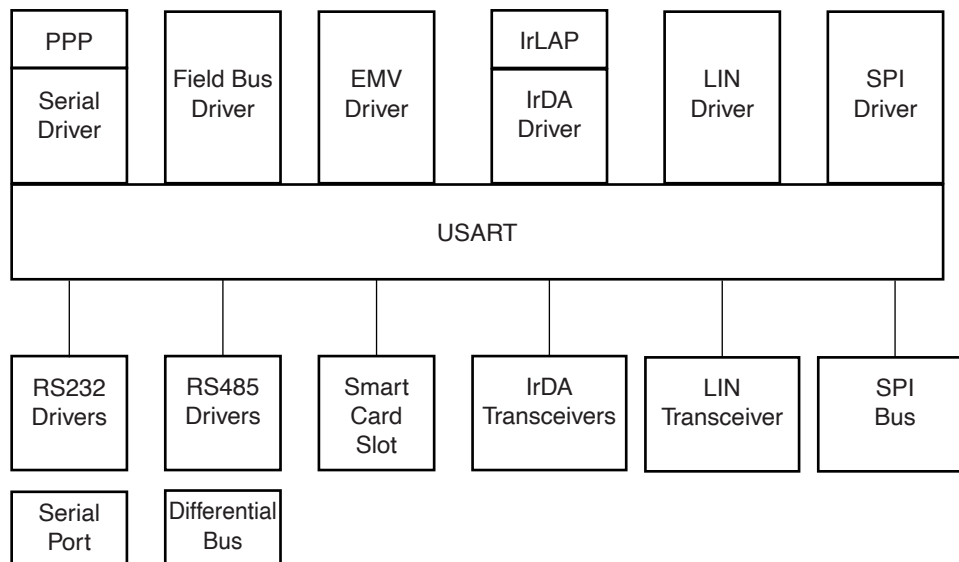 PPP
Serial
Driver
Field Bus
Driver
EMV
Driver
IrLAP
IrDA
Driver
LIN
Driver
SPI
Driver
USART
RS232
Drivers
RS485
Drivers
Smart
Card
Slot
IrDA
Transceivers
LIN
Transceiver
SPI
Bus
Serial
Port
Differential
Bus